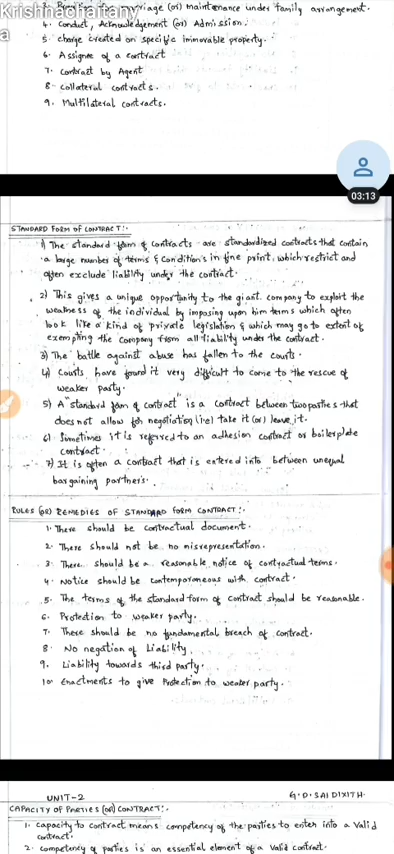 Krishnachaitany
a
riage (or) maintenance under family arrangement.
4. Conduct, Acknowledgement (or) Admission.
5. charge created on specific immovable property.
6. Assignee of a contract
7. Contract by Agent
8. collateral contracts.
9. Multilateral contracts.
03:13
STANDARD FORM OF CONTRACT:-
1) The standard form of contracts are standardized contracts that contain
a large number of terms & conditions in fine print, which restrict and
often exclude liability under the contract.
2) This gives a unique opportunity to the giant company to exploit the
weakness of the individual by imposing upon him terms which often
look like a kind of private legislation & which may go to extent of
exempting the company from all liability under the contract.
3) The battle against abuse has fallen to the courts.
4) Courts have found it very difficult to come to the rescue of
weaker party.
5) A "standard form of contract" is a contract between two parties that
does not allow for negotiation (i.e) take it (or) leave it.
6) Sometimes it is referred to an adhesion contract or boilerplate
contract.
7) It is often a contract that is entered into between unequal
bargaining partners.
RULES (OR) REMEDIES OF STANDARD FORM CONTRACT:-
1. There should be contractual document.
2. There should not be no misrepresentation.
3. There should be a reasonable notice of contractual terms.
4. Notice should be contemporomeous with contract.
5. The terms of the standard form of contract should be reasonable.
6. Protection to weaker party.
7. There should be no fundamental breach of contract.
8. No negation of Liability.
9. Liability towards third party.
10. Enactments to give Protection to weaker party.
UNIT-2 G.D.SAI DIXITH.
CAPACITY OF PARTIES (OR) CONTRACT:-
1. capacity to contract means competency of the parties to enter into a valid
contract.
2. competency of parties is an essential element of a valid contract.